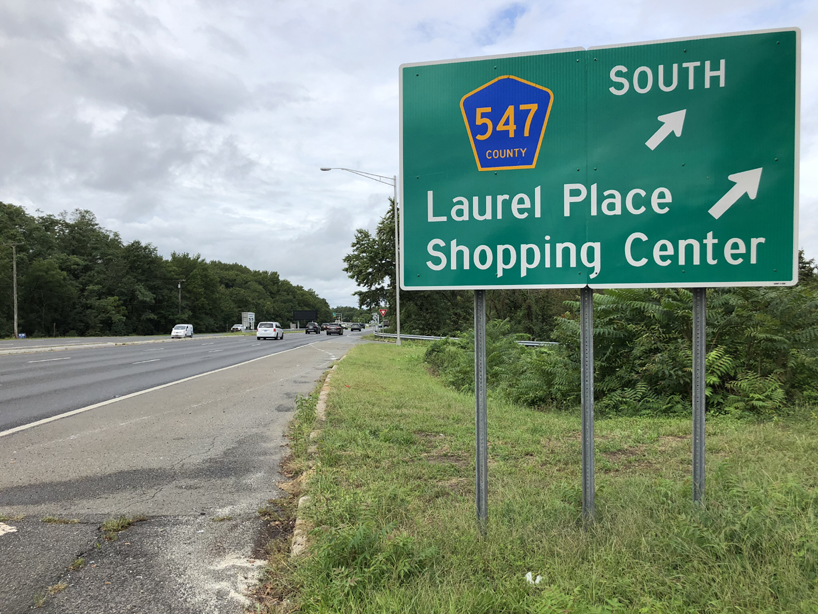 547
COUNTY
SOUTH
Laurel Place
Shopping Center